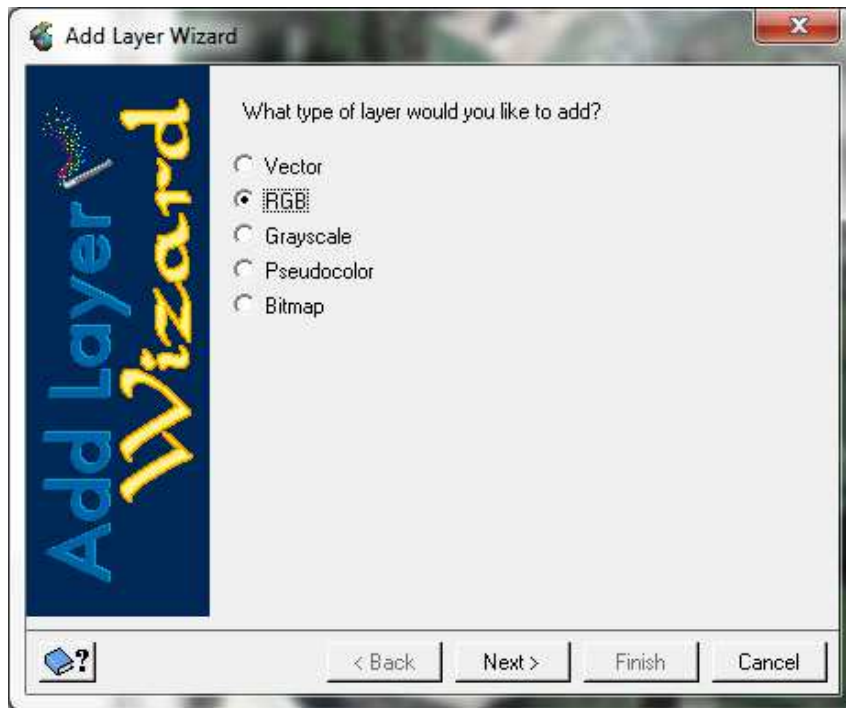 Add Layer Wizard
Add Layer
Wizard
What type of layer would you like to add?
Vector
RGB
Grayscale
Pseudocolor
Bitmap
?
< Back
Next >
Finish
Cancel